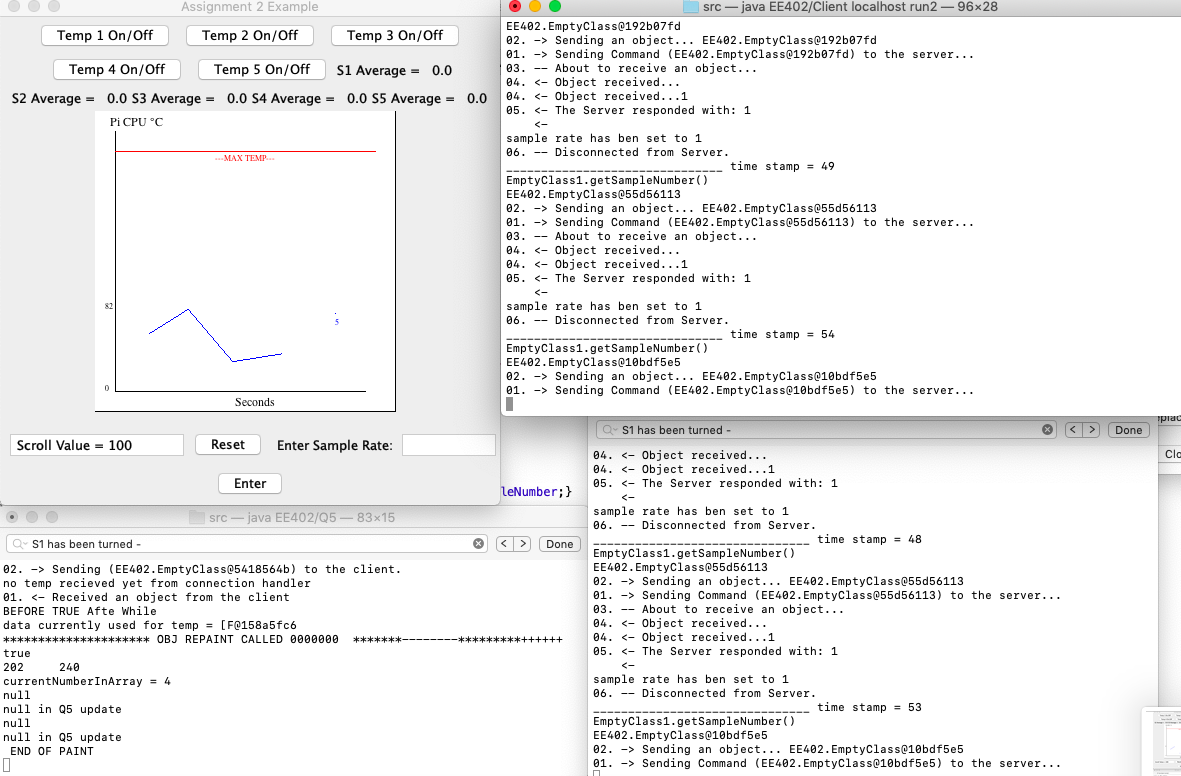 Assignment 2 Example
Temp 1 On/Off
Temp 2 On/Off
Temp 3 On/Off
Temp 4 On/Off
Temp 5 On/Off
S1 Average =   0.0
S2 Average =   0.0 S3 Average =   0.0 S4 Average =   0.0 S5 Average =   0.0
Pi CPU °C
---MAX TEMP---
82
5
0
Seconds
Scroll Value = 100
Reset
Enter Sample Rate:
Enter
src — java EE402/Client localhost run2 — 96×28
EE402.EmptyClass@192b07fd
02. -> Sending an object... EE402.EmptyClass@192b07fd
01. -> Sending Command (EE402.EmptyClass@192b07fd) to the server...
03. -- About to receive an object...
04. <- Object received...
04. <- Object received...1
05. <- The Server responded with: 1
<-
sample rate has ben set to 1
06. -- Disconnected from Server.
_______________________________ time stamp = 49
EmptyClass1.getSampleNumber()
EE402.EmptyClass@55d56113
02. -> Sending an object... EE402.EmptyClass@55d56113
01. -> Sending Command (EE402.EmptyClass@55d56113) to the server...
03. -- About to receive an object...
04. <- Object received...
04. <- Object received...1
05. <- The Server responded with: 1
<-
sample rate has ben set to 1
06. -- Disconnected from Server.
_______________________________ time stamp = 54
EmptyClass1.getSampleNumber()
EE402.EmptyClass@10bdf5e5
02. -> Sending an object... EE402.EmptyClass@10bdf5e5
01. -> Sending Command (EE402.EmptyClass@10bdf5e5) to the server...
leNumber;}
src — java EE402/Q5 — 83×15
S1 has been turned -
< >
Done
02. -> Sending (EE402.EmptyClass@5418564b) to the client.
no temp recieved yet from connection handler
01. <- Received an object from the client
BEFORE TRUE Afte While
data currently used for temp = [F@158a5fc6
********************* OBJ REPAINT CALLED 0000000  *******--------*********++++++
true
202     240
currentNumberInArray = 4
null
null in Q5 update
null
null in Q5 update
END OF PAINT
S1 has been turned -
< >
Done
04. <- Object received...
04. <- Object received...1
05. <- The Server responded with: 1
<-
sample rate has ben set to 1
06. -- Disconnected from Server.
_______________________________ time stamp = 48
EmptyClass1.getSampleNumber()
EE402.EmptyClass@55d56113
02. -> Sending an object... EE402.EmptyClass@55d56113
01. -> Sending Command (EE402.EmptyClass@55d56113) to the server...
03. -- About to receive an object...
04. <- Object received...
04. <- Object received...1
05. <- The Server responded with: 1
<-
sample rate has ben set to 1
06. -- Disconnected from Server.
_______________________________ time stamp = 53
EmptyClass1.getSampleNumber()
EE402.EmptyClass@10bdf5e5
02. -> Sending an object... EE402.EmptyClass@10bdf5e5
01. -> Sending Command (EE402.EmptyClass@10bdf5e5) to the server...
Clo